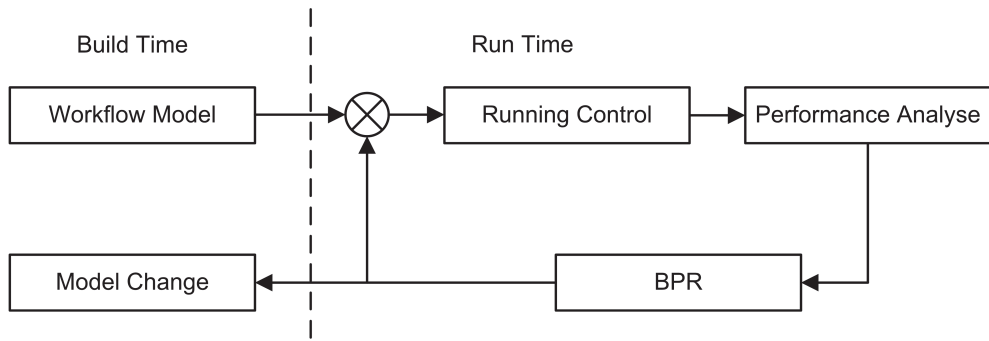 Build Time
Run Time
Workflow Model
Running Control
Performance Analyse
Model Change
BPR